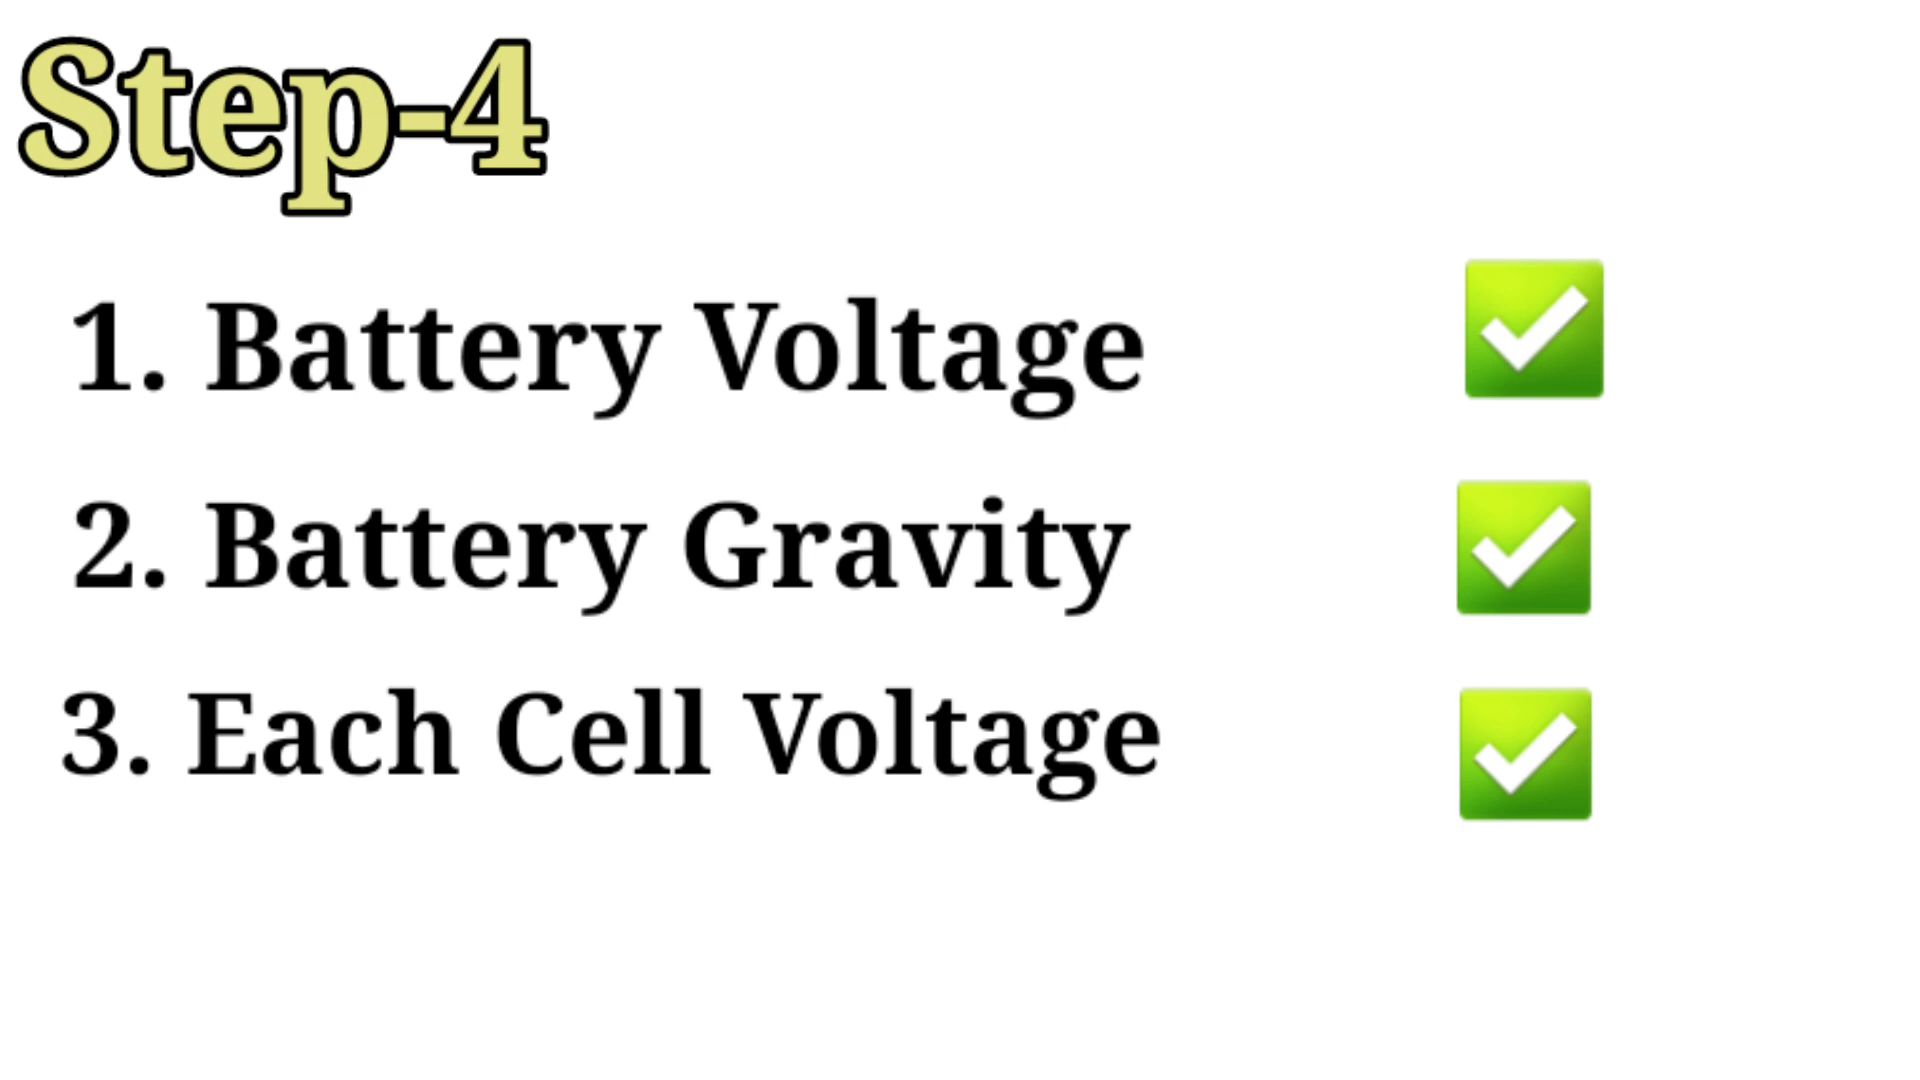 Step-4
1. Battery Voltage
2. Battery Gravity
3. Each Cell Voltage